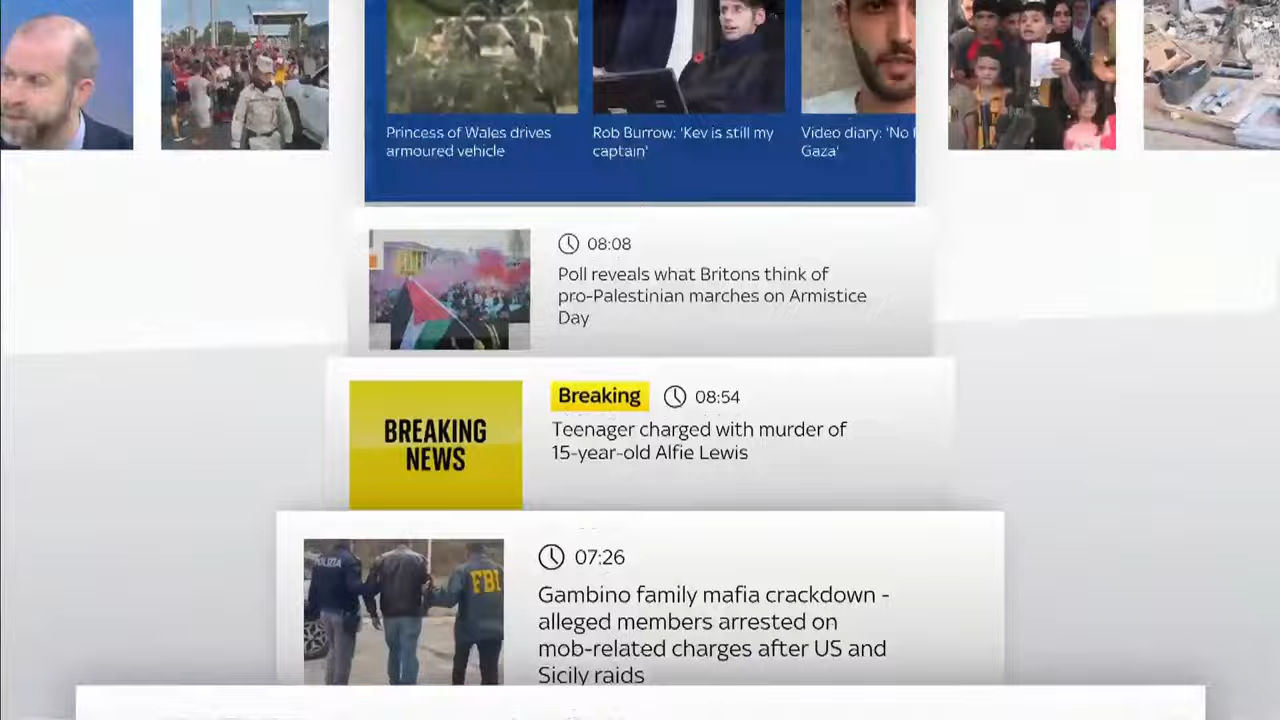 Princess of Wales drives
armoured vehicle
Rob Burrow: 'Kev is still my
captain'
Video diary: 'No
Gaza'
08:08
Poll reveals what Britons think of
pro-Palestinian marches on Armistice
Day
BREAKING
NEWS
Breaking
08:54
Teenager charged with murder of
15-year-old Alfie Lewis
POLIZIA
FBI
07:26
Gambino family mafia crackdown -
alleged members arrested on
mob-related charges after US and
Sicily raids